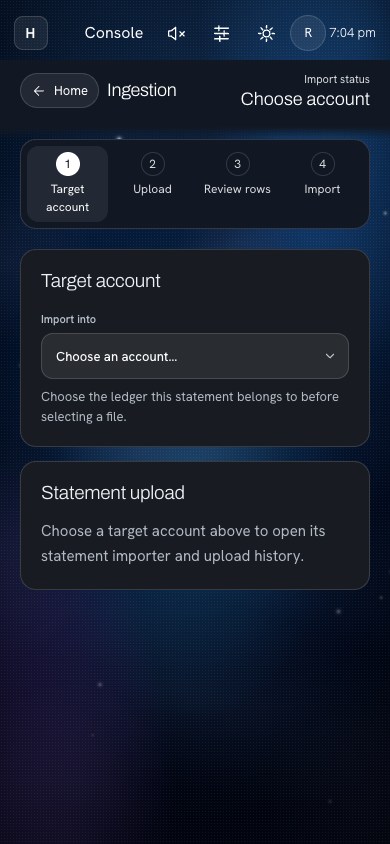 H
Console
R
7:04 pm
Home
Ingestion
Import status
Choose account
1
Target
account
2
Upload
3
Review rows
4
Import
Target account
Import into
Choose an account...
Choose the ledger this statement belongs to before
selecting a file.
Statement upload
Choose a target account above to open its
statement importer and upload history.